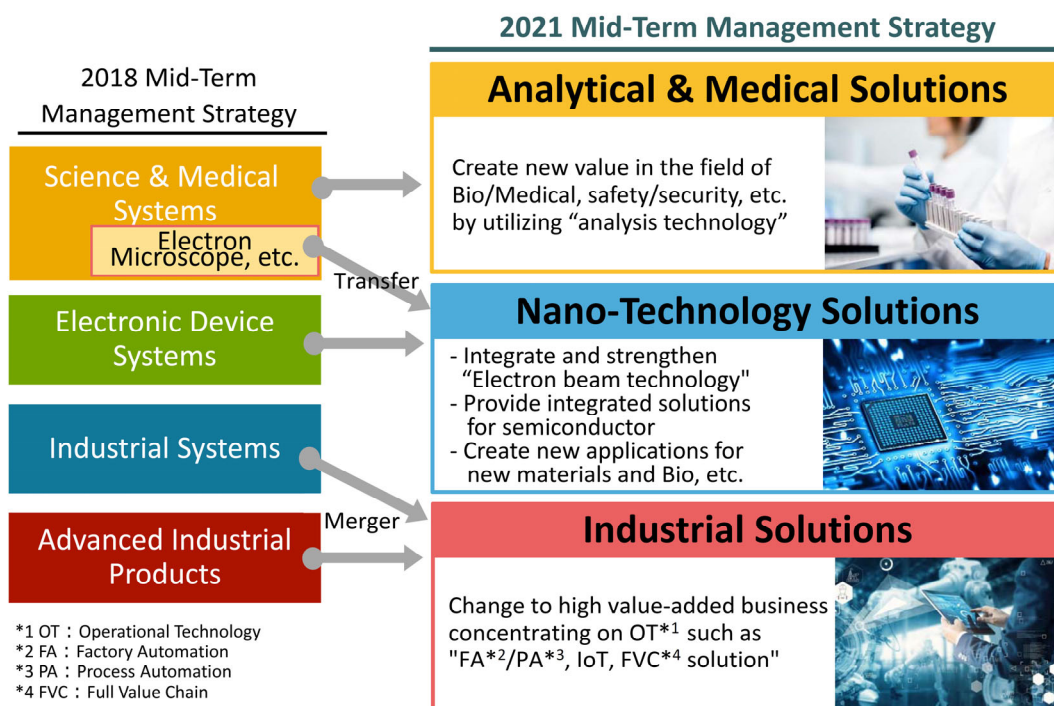 2021 Mid-Term Management Strategy
2018 Mid-Term
Management Strategy
Science & Medical
Systems
Electron
Microscope, etc.
Transfer
Electronic Device
Systems
Industrial Systems
Merger
Advanced Industrial
Products
Analytical & Medical Solutions
Create new value in the field of
Bio/Medical, safety/security, etc.
by utilizing “analysis technology”
Nano-Technology Solutions
- Integrate and strengthen
“Electron beam technology"
- Provide integrated solutions
for semiconductor
- Create new applications for
new materials and Bio, etc.
Industrial Solutions
Change to high value-added business
concentrating on OT*1 such as
"FA*2/PA*3, IoT, FVC*4 solution"
*1 OT：Operational Technology
*2 FA：Factory Automation
*3 PA：Process Automation
*4 FVC：Full Value Chain